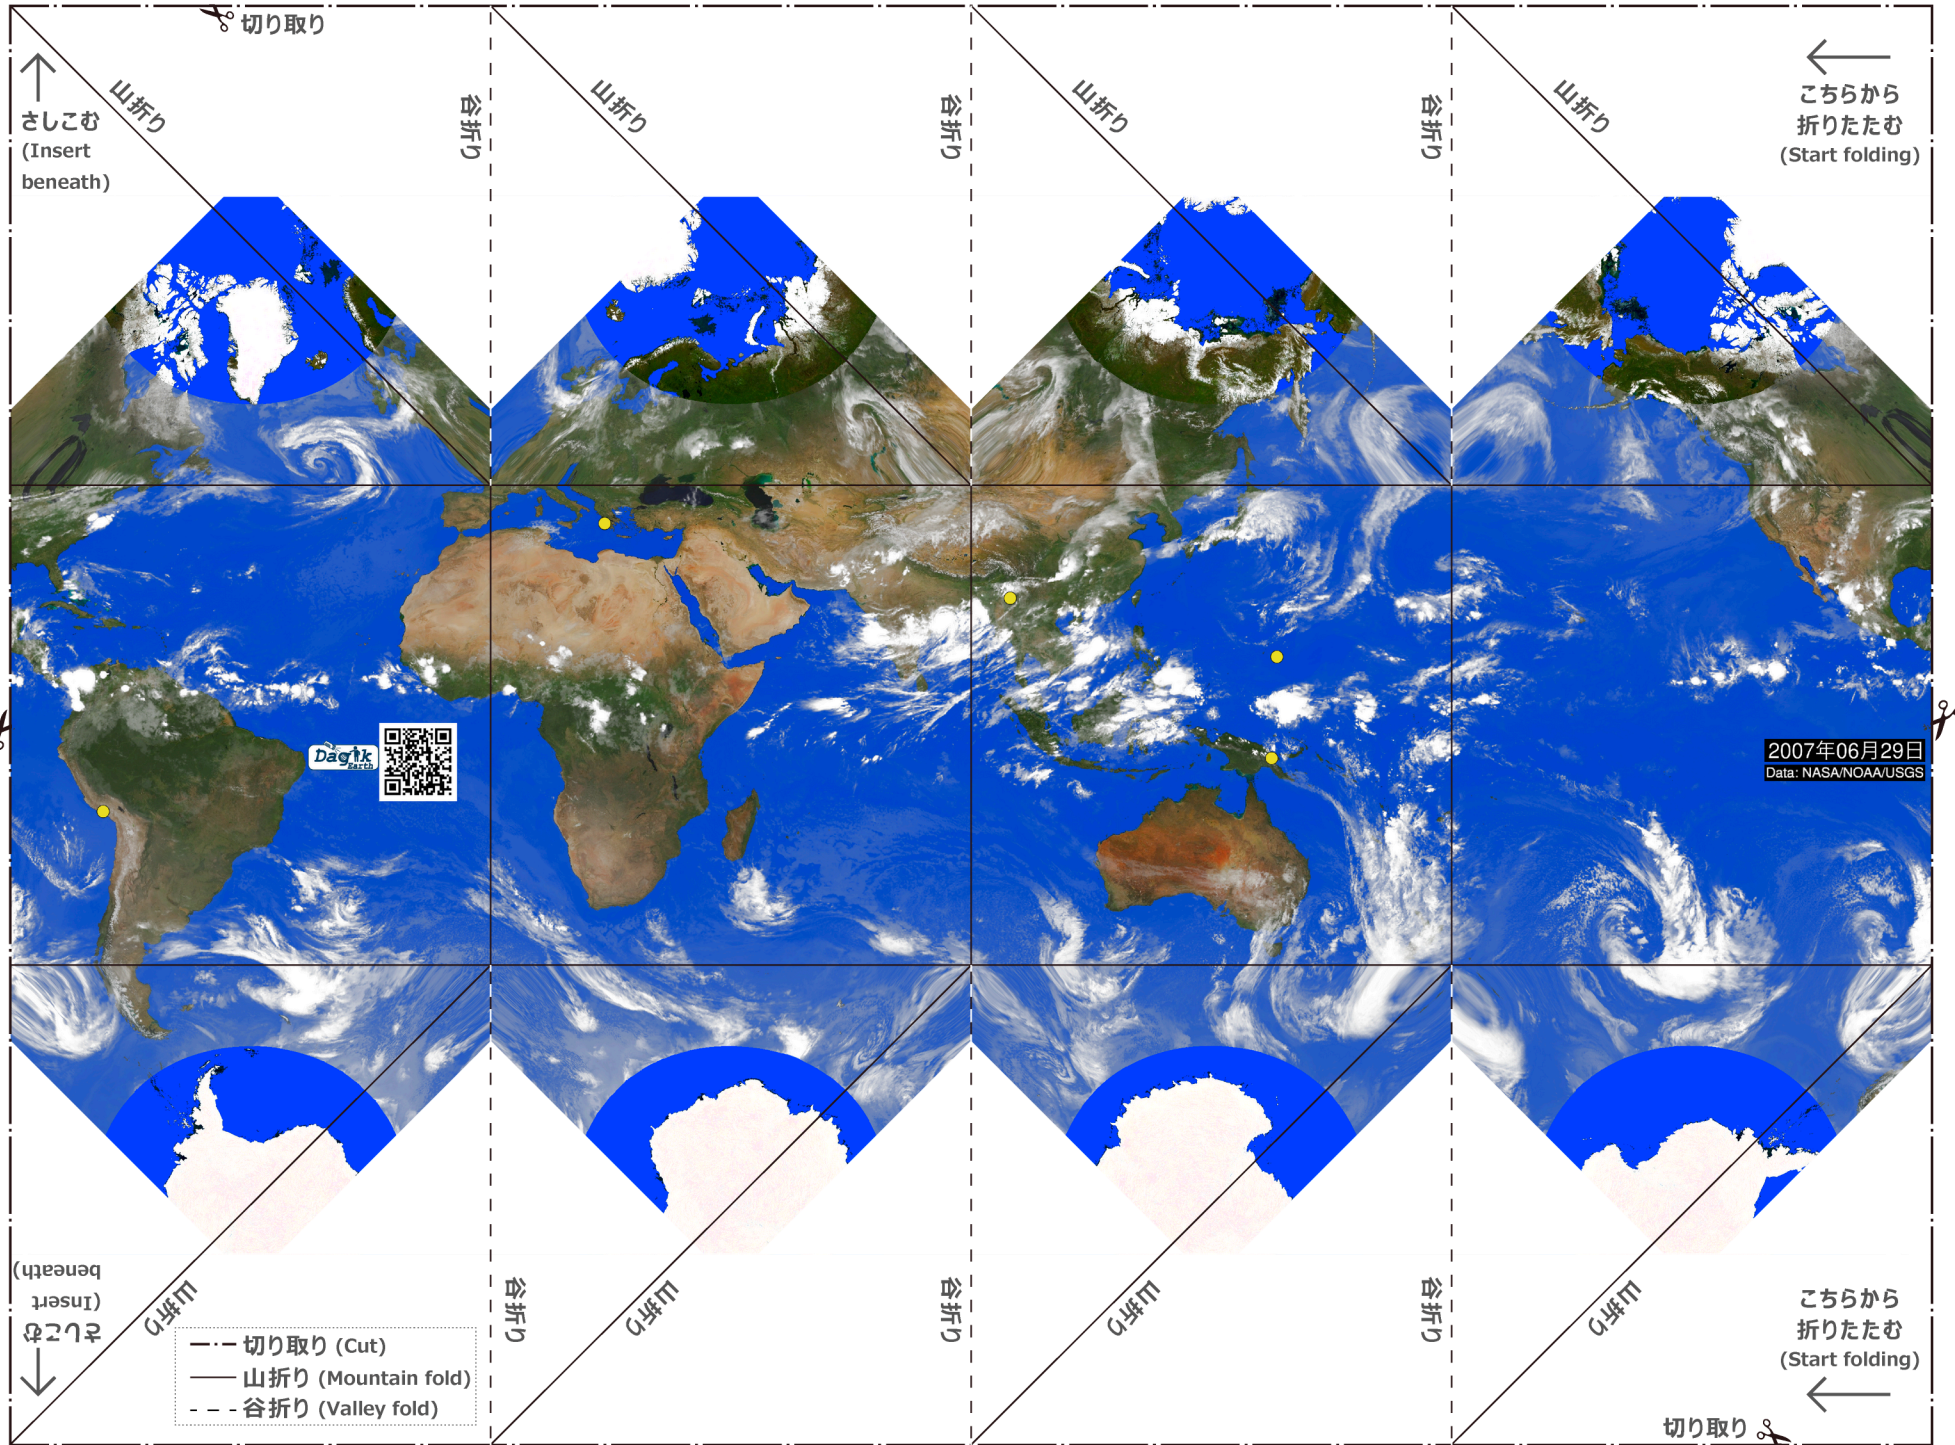 切り取り
さしこむ
(Insert
beneath)
山折り
谷折り
山折り
谷折り
山折り
谷折り
山折り
こちらから
折りたたむ
(Start folding)
Dagik
Earth
2007年06月29日
Data: NASA/NOAA/USGS
さしこむ
(Insert
beneath)
山折り
谷折り
山折り
谷折り
山折り
谷折り
山折り
こちらから
折りたたむ
(Start folding)
切り取り (Cut)
山折り (Mountain fold)
谷折り (Valley fold)
切り取り